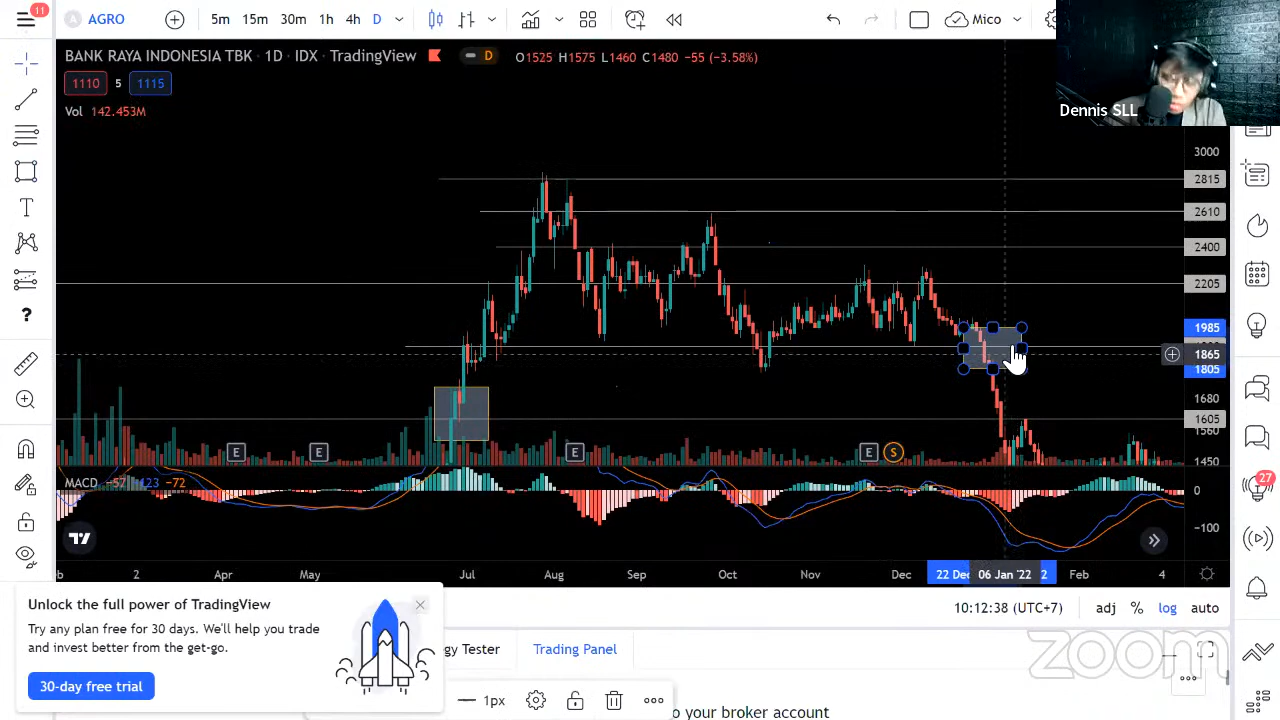 11
AGRO
5m 15m 30m 1h 4h D
Mico
BANK RAYA INDONESIA TBK · 1D · IDX · TradingView
D
O1525 H1575 L1460 C1480 -55 (-3.58%)
1110 5 1115
Vol 142.453M
Dennis SLL
3000
2815
2610
2400
2205
1985
1865
1805
1680
1605
1560
1450
E E E E S
MACD -57 -123 -72
0
-100
27
2 Apr May Jul Aug Sep Oct Nov Dec 22 Dec 06 Jan '22 2 Feb 4
10:12:38 (UTC+7) adj % log auto
Unlock the full power of TradingView
Try any plan free for 30 days. We'll help you trade
and invest better from the get-go.
30-day free trial
gy Tester Trading Panel
1px
o your broker account
zoom